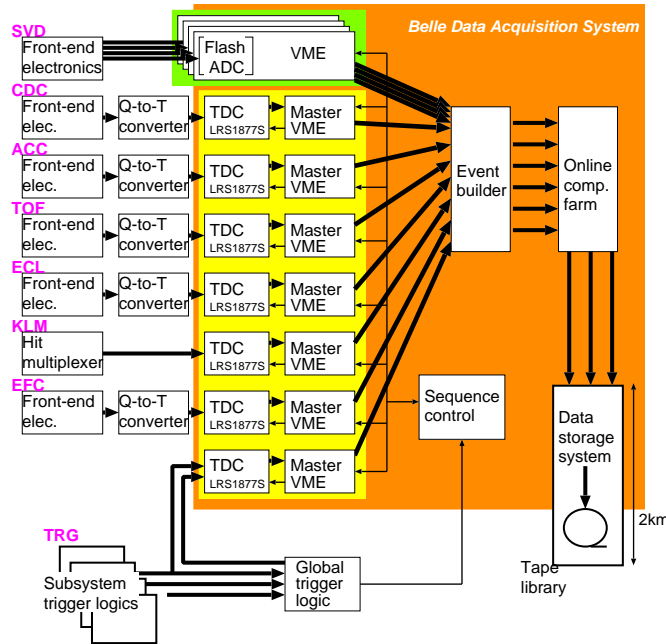 Belle Data Acquisition System
SVD
Front-end
electronics
Flash
ADC
VME
CDC
Front-end
elec.
Q-to-T
converter
TDC
LRS1877S
Master
VME
ACC
Front-end
elec.
Q-to-T
converter
TDC
LRS1877S
Master
VME
TOF
Front-end
elec.
Q-to-T
converter
TDC
LRS1877S
Master
VME
ECL
Front-end
elec.
Q-to-T
converter
TDC
LRS1877S
Master
VME
KLM
Hit
multiplexer
TDC
LRS1877S
Master
VME
EFC
Front-end
elec.
Q-to-T
converter
TDC
LRS1877S
Master
VME
TDC
LRS1877S
Master
VME
Event
builder
Online
comp.
farm
Sequence
control
Data
storage
system
2km
Tape
library
TRG
Subsystem
trigger logics
Global
trigger
logic